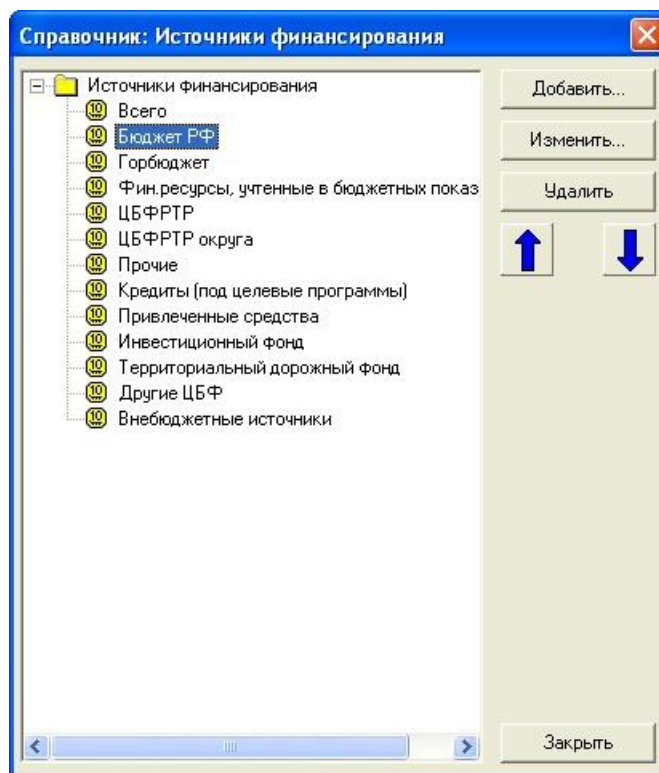 Справочник: Источники финансирования
Источники финансирования
Всего
Бюджет РФ
Горбюджет
Фин.ресурсы, учтенные в бюджетных показ
ЦБФРТР
ЦБФРТР округа
Прочие
Кредиты (под целевые программы)
Привлеченные средства
Инвестиционный фонд
Территориальный дорожный фонд
Другие ЦБФ
Внебюджетные источники
Добавить...
Изменить...
Удалить
Закрыть